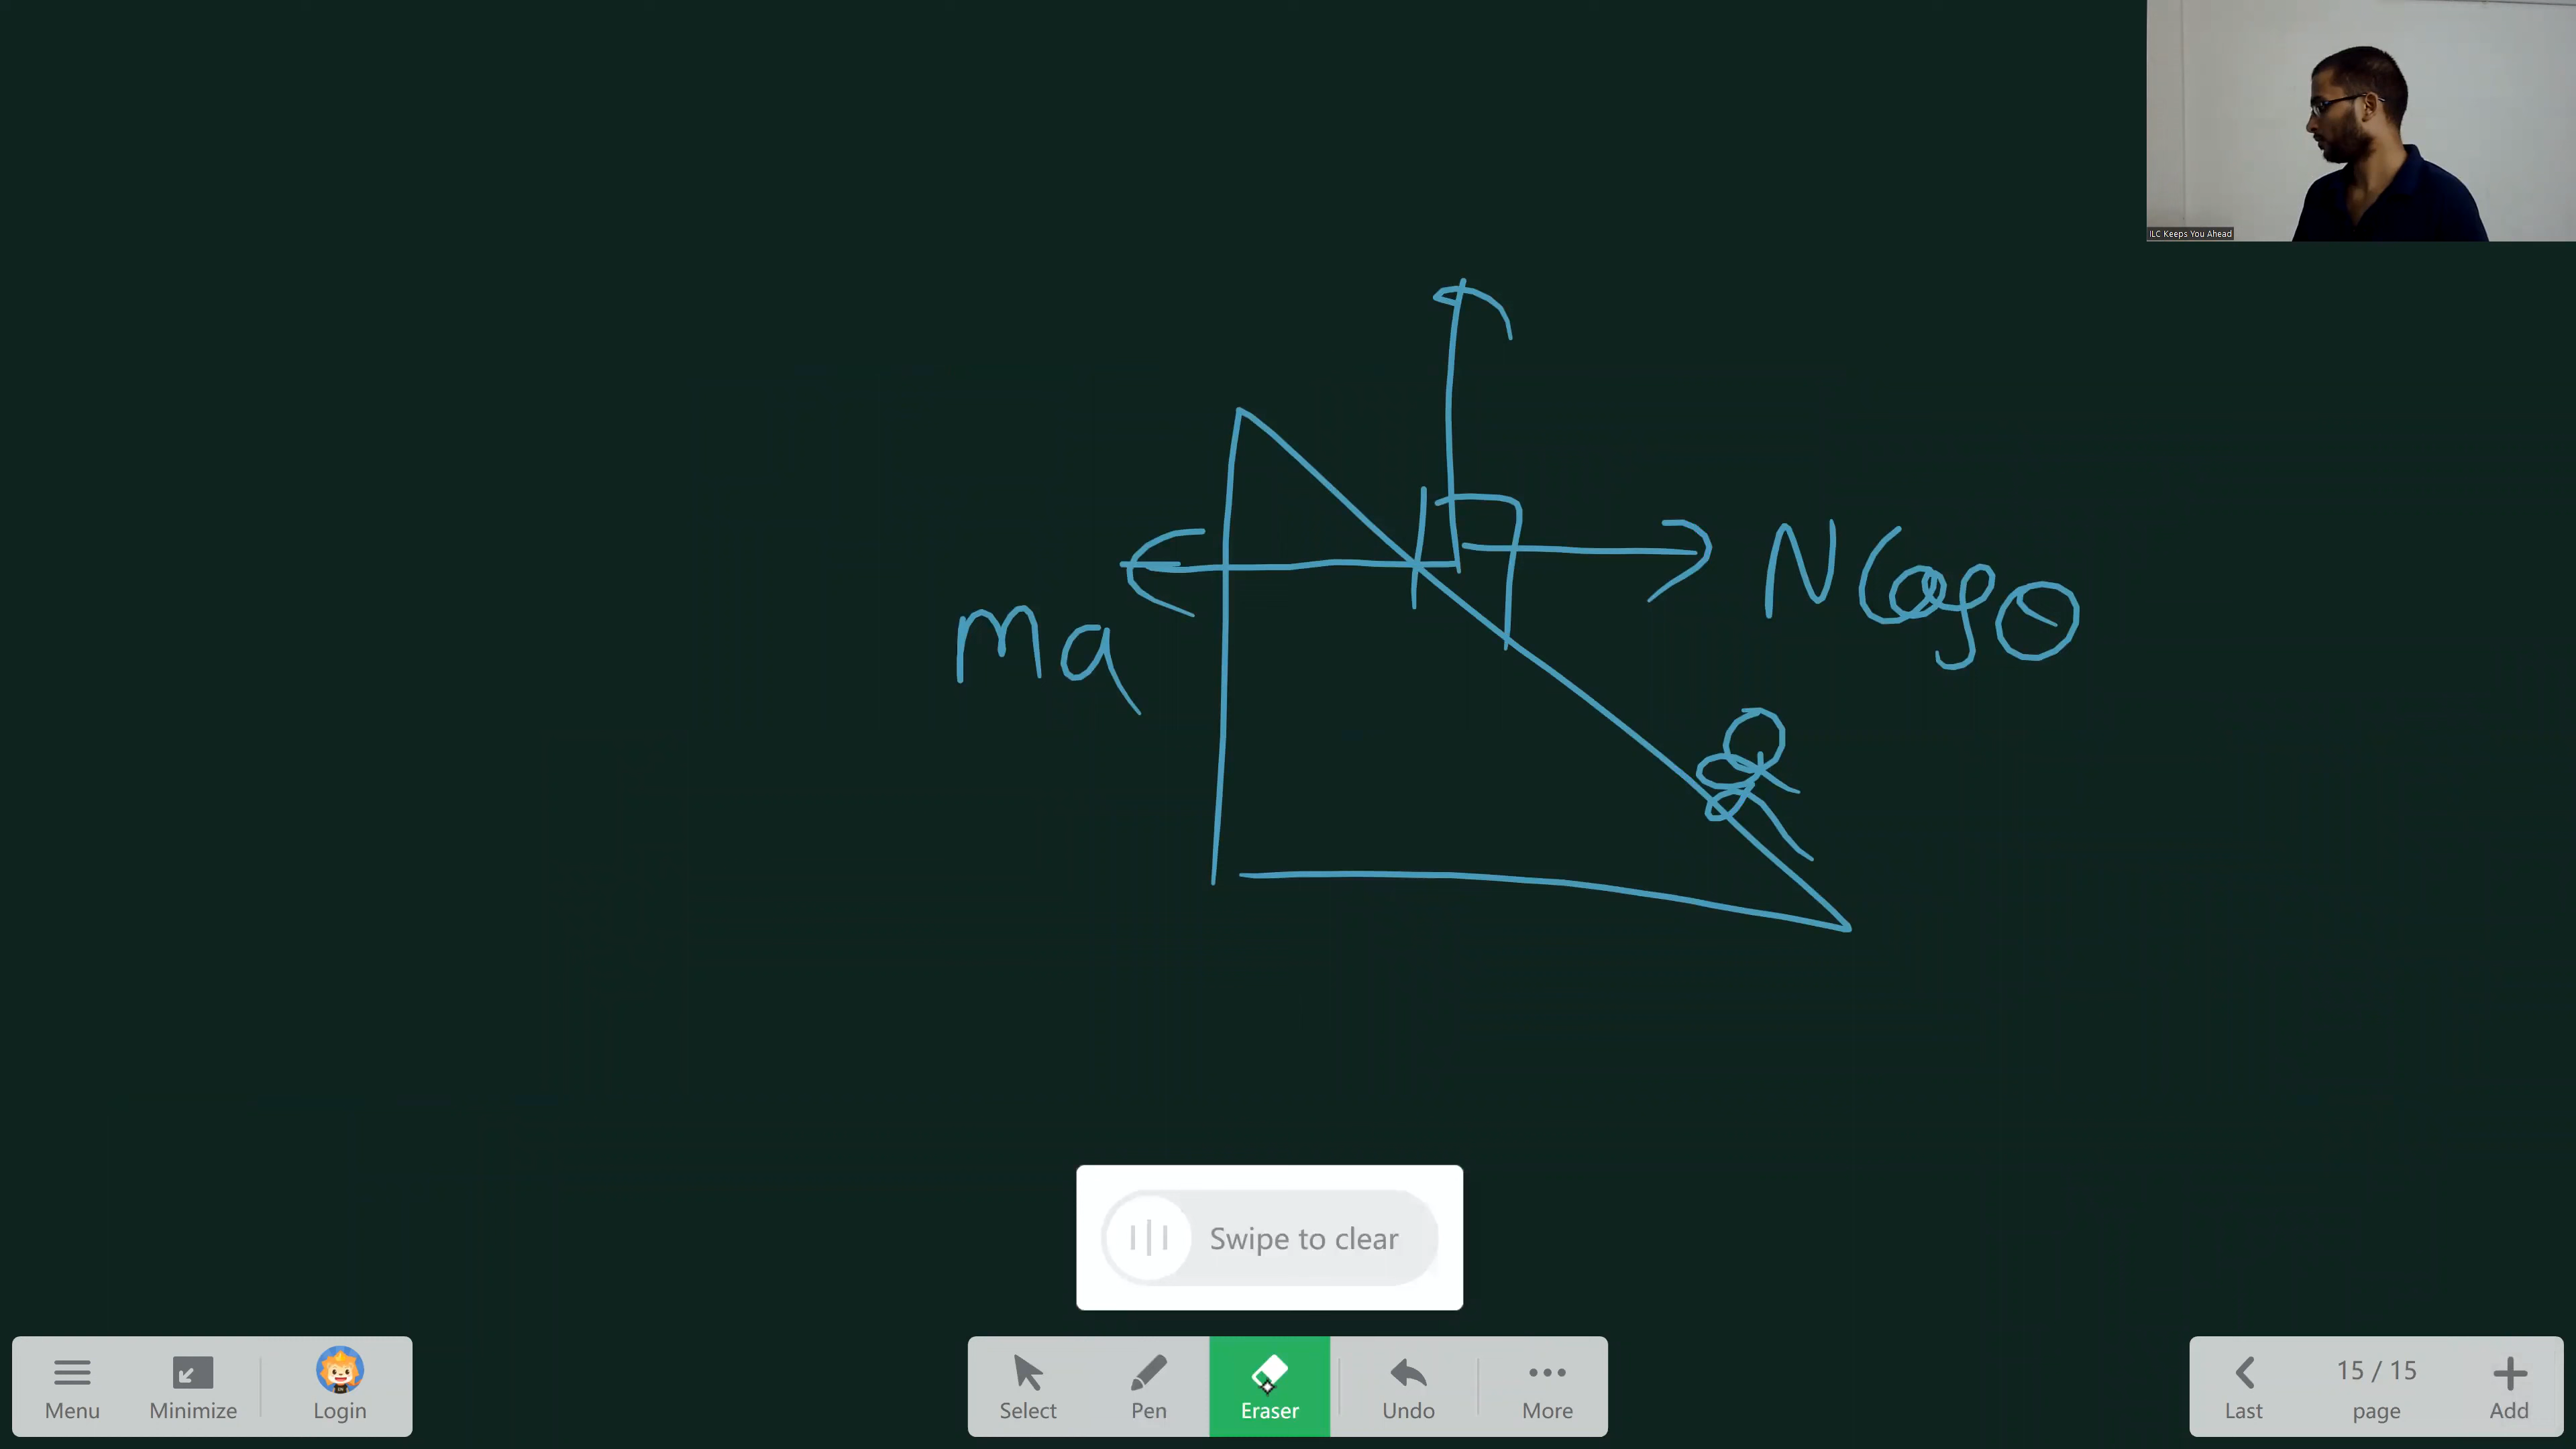 ILC Keeps You Ahead
NCosθ
ma
Swipe to clear
Menu Minimize Login
Select Pen Eraser Undo More
15 / 15
Last page Add